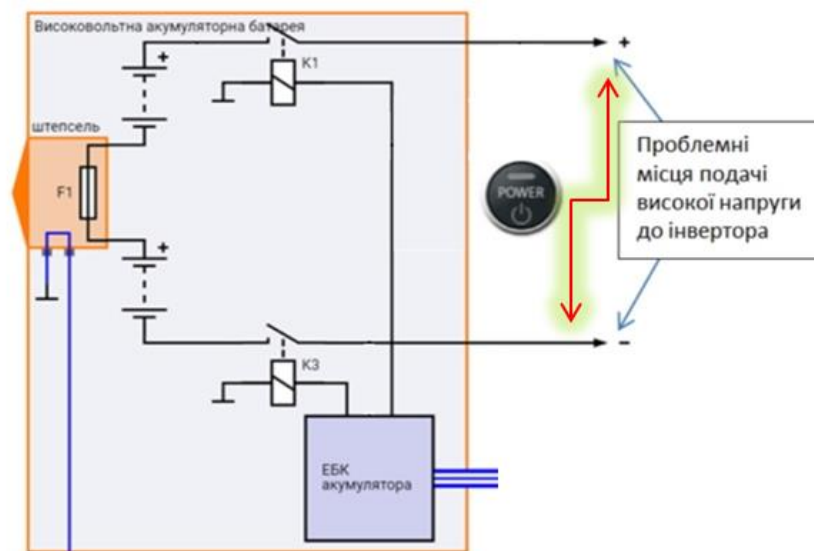 Високовольтна акумуляторна батарея
+
K1
+
штепсель
F1
POWER
Проблемні
місця подачі
високої напруги
до інвертора
+
–
K3
ЕБК
акумулятора